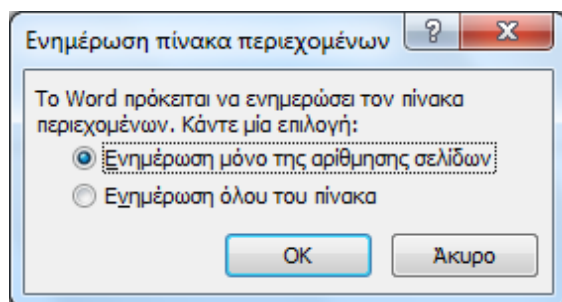 Ενημέρωση πίνακα περιεχομένων
Το Word πρόκειται να ενημερώσει τον πίνακα
περιεχομένων. Κάντε μία επιλογή:
Ενημέρωση μόνο της αρίθμησης σελίδων
Ενημέρωση όλου του πίνακα
OK
Άκυρο